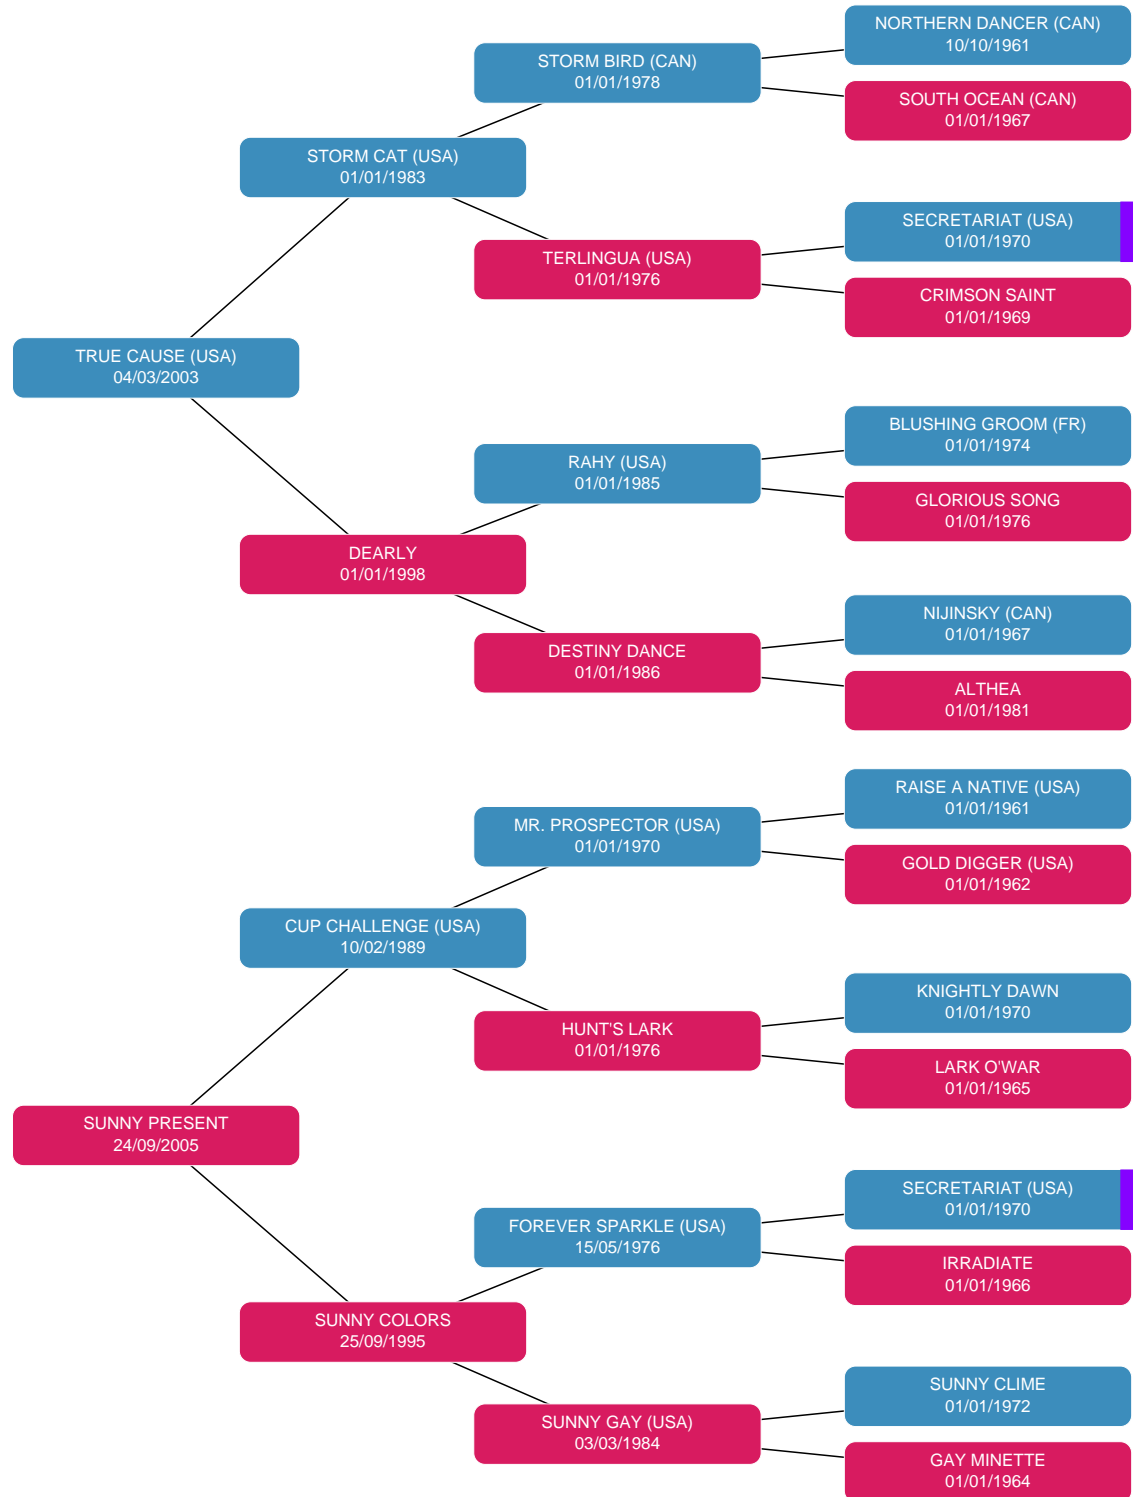 NORTHERN DANCER (CAN)
10/10/1961
STORM BIRD (CAN)
01/01/1978
SOUTH OCEAN (CAN)
01/01/1967
STORM CAT (USA)
01/01/1983
SECRETARIAT (USA)
01/01/1970
TERLINGUA (USA)
01/01/1976
CRIMSON SAINT
01/01/1969
TRUE CAUSE (USA)
04/03/2003
BLUSHING GROOM (FR)
01/01/1974
RAHY (USA)
01/01/1985
GLORIOUS SONG
01/01/1976
DEARLY
01/01/1998
NIJINSKY (CAN)
01/01/1967
DESTINY DANCE
01/01/1986
ALTHEA
01/01/1981
RAISE A NATIVE (USA)
01/01/1961
MR. PROSPECTOR (USA)
01/01/1970
GOLD DIGGER (USA)
01/01/1962
CUP CHALLENGE (USA)
10/02/1989
KNIGHTLY DAWN
01/01/1970
HUNT'S LARK
01/01/1976
LARK O'WAR
01/01/1965
SUNNY PRESENT
24/09/2005
SECRETARIAT (USA)
01/01/1970
FOREVER SPARKLE (USA)
15/05/1976
IRRADIATE
01/01/1966
SUNNY COLORS
25/09/1995
SUNNY CLIME
01/01/1972
SUNNY GAY (USA)
03/03/1984
GAY MINETTE
01/01/1964